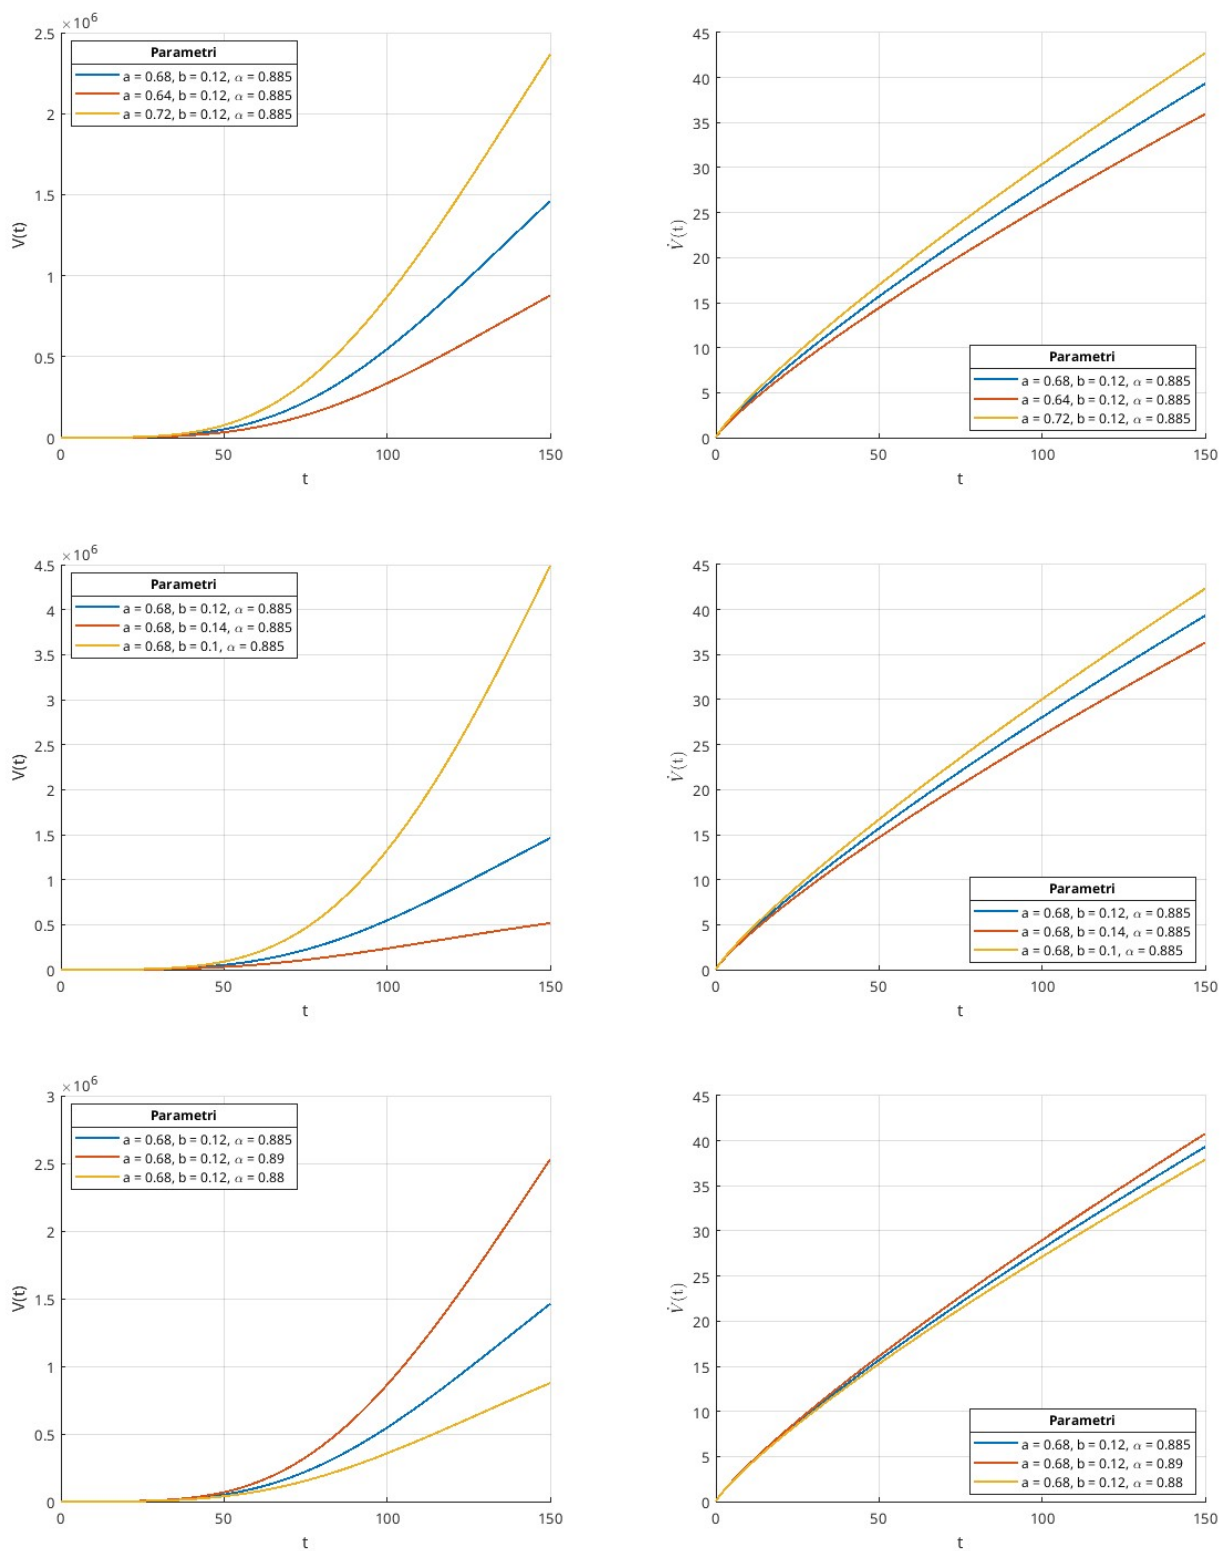 ×10⁶
2.5
2
1.5
1
0.5
0
V(t)
Parametri
a = 0.68, b = 0.12, α = 0.885
a = 0.64, b = 0.12, α = 0.885
a = 0.72, b = 0.12, α = 0.885
0 50 100 150
t
45
40
35
30
25
20
15
10
5
0
V̇(t)
Parametri
a = 0.68, b = 0.12, α = 0.885
a = 0.64, b = 0.12, α = 0.885
a = 0.72, b = 0.12, α = 0.885
0 50 100 150
t
×10⁶
4.5
4
3.5
3
2.5
2
1.5
1
0.5
0
V(t)
Parametri
a = 0.68, b = 0.12, α = 0.885
a = 0.68, b = 0.14, α = 0.885
a = 0.68, b = 0.1, α = 0.885
0 50 100 150
t
45
40
35
30
25
20
15
10
5
0
V̇(t)
Parametri
a = 0.68, b = 0.12, α = 0.885
a = 0.68, b = 0.14, α = 0.885
a = 0.68, b = 0.1, α = 0.885
0 50 100 150
t
×10⁶
3
2.5
2
1.5
1
0.5
0
V(t)
Parametri
a = 0.68, b = 0.12, α = 0.885
a = 0.68, b = 0.12, α = 0.89
a = 0.68, b = 0.12, α = 0.88
0 50 100 150
t
45
40
35
30
25
20
15
10
5
0
V̇(t)
Parametri
a = 0.68, b = 0.12, α = 0.885
a = 0.68, b = 0.12, α = 0.89
a = 0.68, b = 0.12, α = 0.88
0 50 100 150
t